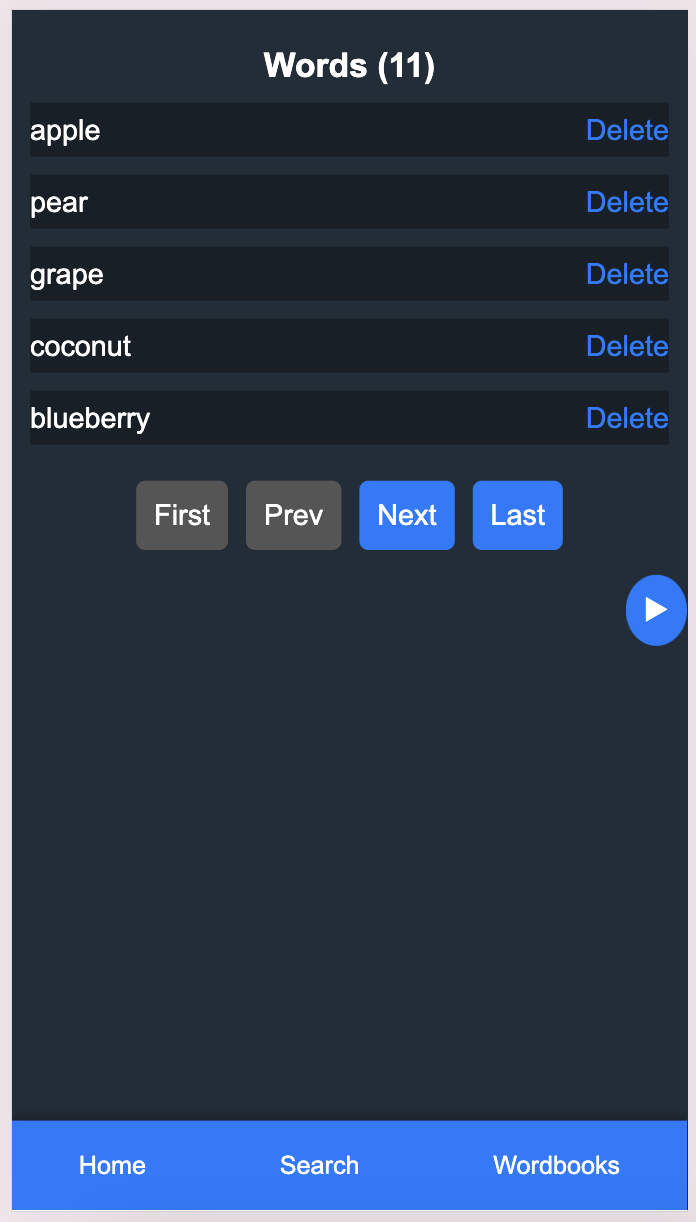 Words (11)
apple Delete
pear Delete
grape Delete
coconut Delete
blueberry Delete
First Prev Next Last
Home Search Wordbooks